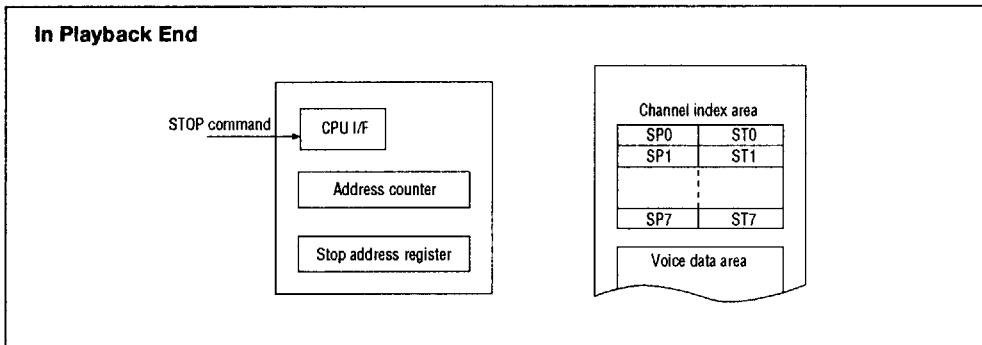 In Playback End
STOP command
CPU I/F
Address counter
Stop address register
Channel index area
SP0 ST0
SP1 ST1
SP7 ST7
Voice data area